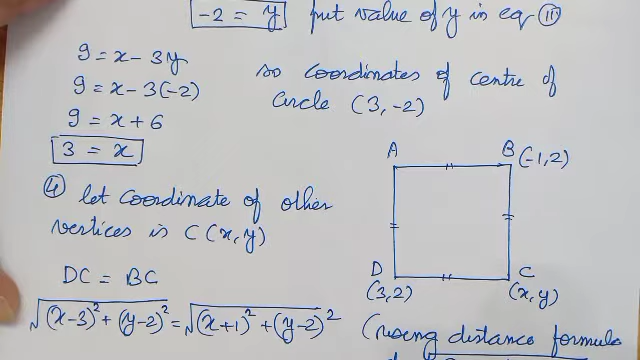 -2 = y put value of y in eq (iii)
9 = x - 3y
9 = x - 3(-2)
9 = x + 6
3 = x
so coordinates of centre of
circle (3, -2)
④ let coordinate of other
vertices is C(x, y)
DC = BC
√(x-3)² + (y-2)² = √(x+1)² + (y-2)²
A B (-1, 2)
D C
(3, 2) (x, y)
(using distance formula